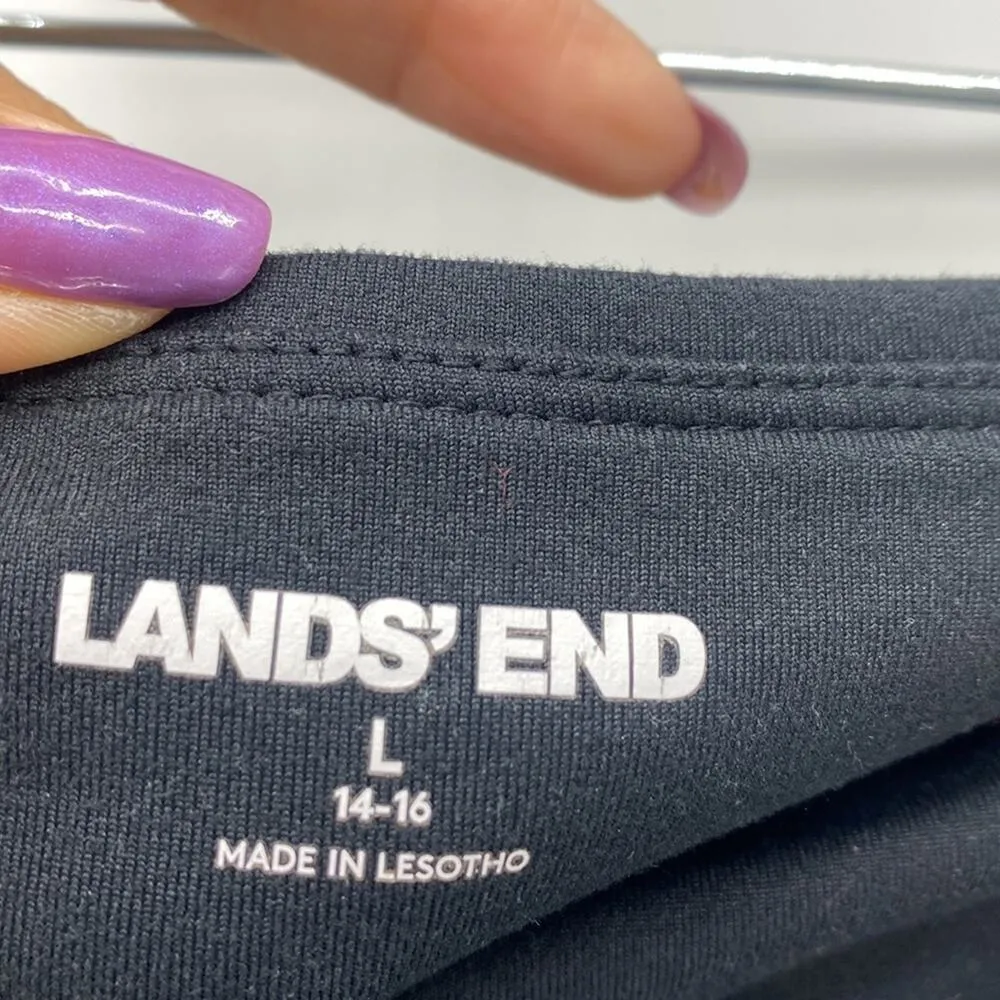 LANDS' END
L
14-16
MADE IN LESOTHO